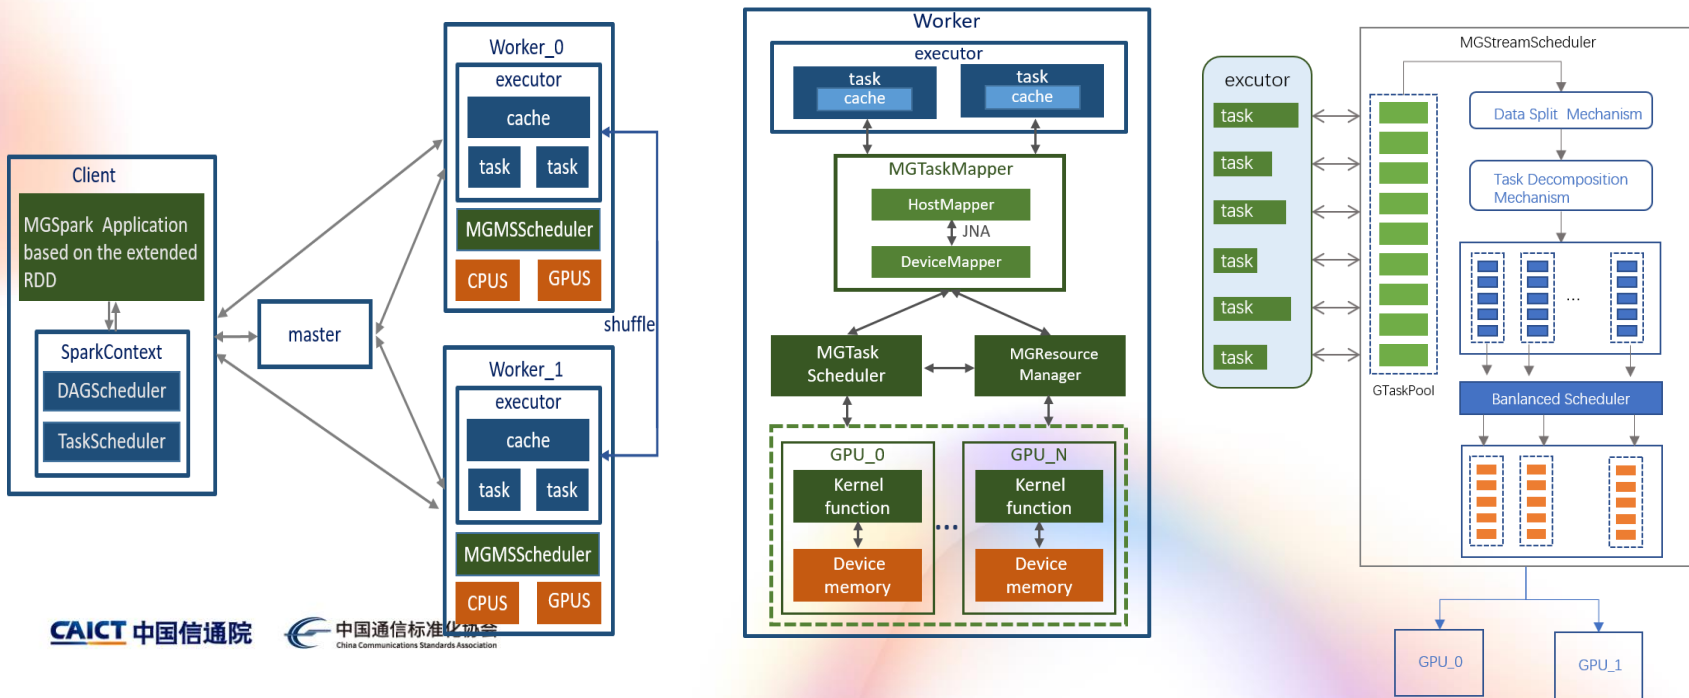 Client
MGSpark Application
based on the extended
RDD
SparkContext
DAGScheduler
TaskScheduler
master
Worker_0
executor
cache
task
task
MGMSScheduler
CPUS
GPUS
shuffle
Worker_1
executor
cache
task
task
MGMSScheduler
CPUS
GPUS
CAICT 中国信通院
中国通信标准化协会
China Communications Standards Association
Worker
executor
task
cache
task
cache
MGTaskMapper
HostMapper
JNA
DeviceMapper
MGTask
Scheduler
MGResource
Manager
GPU_0
Kernel
function
Device
memory
...
GPU_N
Kernel
function
Device
memory
excutor
task
task
task
task
task
task
MGStreamScheduler
GTaskPool
Data Split Mechanism
Task Decomposition
Mechanism
...
Banlanced Scheduler
GPU_0
GPU_1